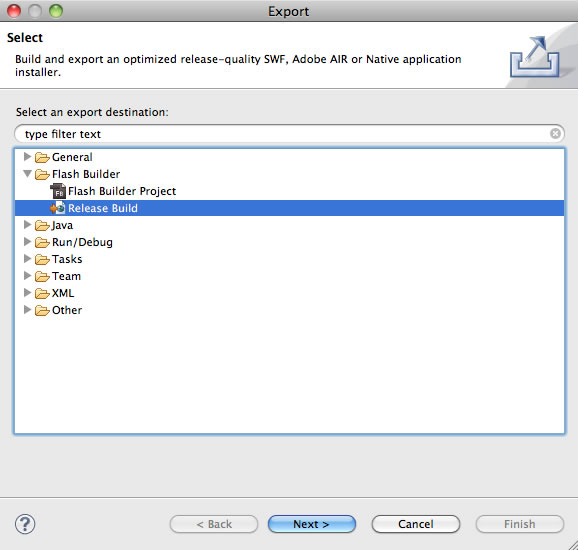 Export
Select
Build and export an optimized release-quality SWF, Adobe AIR or Native application
installer.
Select an export destination:
type filter text
General
Flash Builder
Fb Flash Builder Project
Release Build
Java
Run/Debug
Tasks
Team
XML
Other
? < Back Next > Cancel Finish